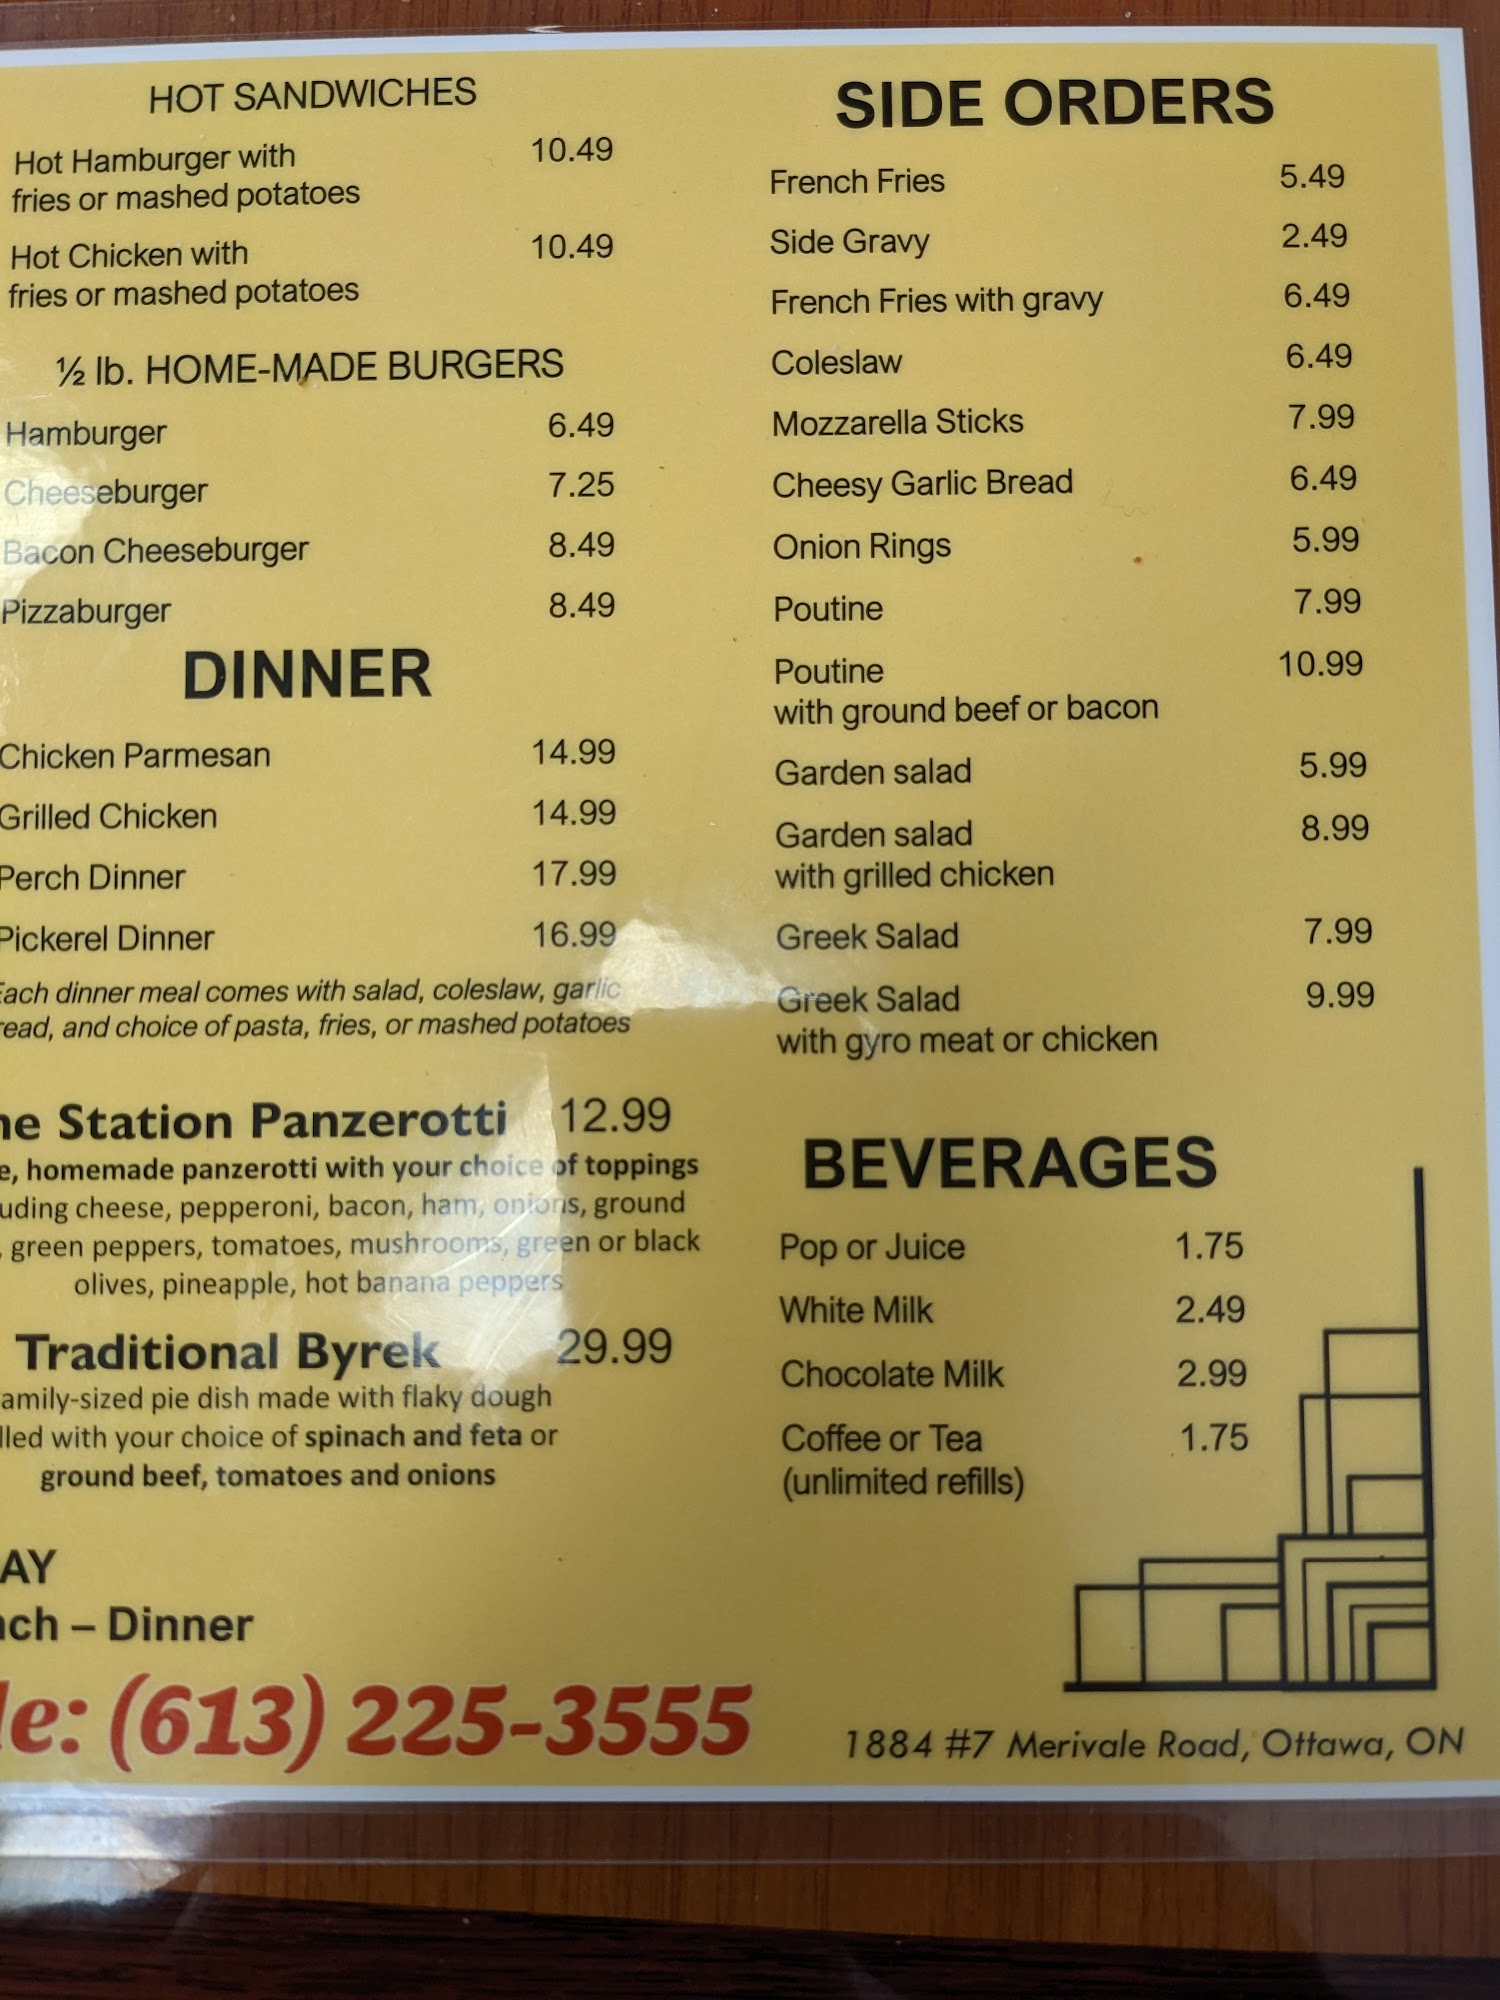 HOT SANDWICHES
Hot Hamburger with 10.49
fries or mashed potatoes
Hot Chicken with 10.49
fries or mashed potatoes
½ lb. HOME-MADE BURGERS
Hamburger 6.49
Cheeseburger 7.25
Bacon Cheeseburger 8.49
Pizzaburger 8.49
DINNER
Chicken Parmesan 14.99
Grilled Chicken 14.99
Perch Dinner 17.99
Pickerel Dinner 16.99
Each dinner meal comes with salad, coleslaw, garlic
read, and choice of pasta, fries, or mashed potatoes
he Station Panzerotti 12.99
e, homemade panzerotti with your choice of toppings
uding cheese, pepperoni, bacon, ham, onions, ground
, green peppers, tomatoes, mushrooms, green or black
olives, pineapple, hot banana peppers
Traditional Byrek 29.99
amily-sized pie dish made with flaky dough
lled with your choice of spinach and feta or
ground beef, tomatoes and onions
AY
nch – Dinner
le: (613) 225-3555
SIDE ORDERS
French Fries 5.49
Side Gravy 2.49
French Fries with gravy 6.49
Coleslaw 6.49
Mozzarella Sticks 7.99
Cheesy Garlic Bread 6.49
Onion Rings 5.99
Poutine 7.99
Poutine 10.99
with ground beef or bacon
Garden salad 5.99
Garden salad 8.99
with grilled chicken
Greek Salad 7.99
Greek Salad 9.99
with gyro meat or chicken
BEVERAGES
Pop or Juice 1.75
White Milk 2.49
Chocolate Milk 2.99
Coffee or Tea 1.75
(unlimited refills)
1884 #7 Merivale Road, Ottawa, ON